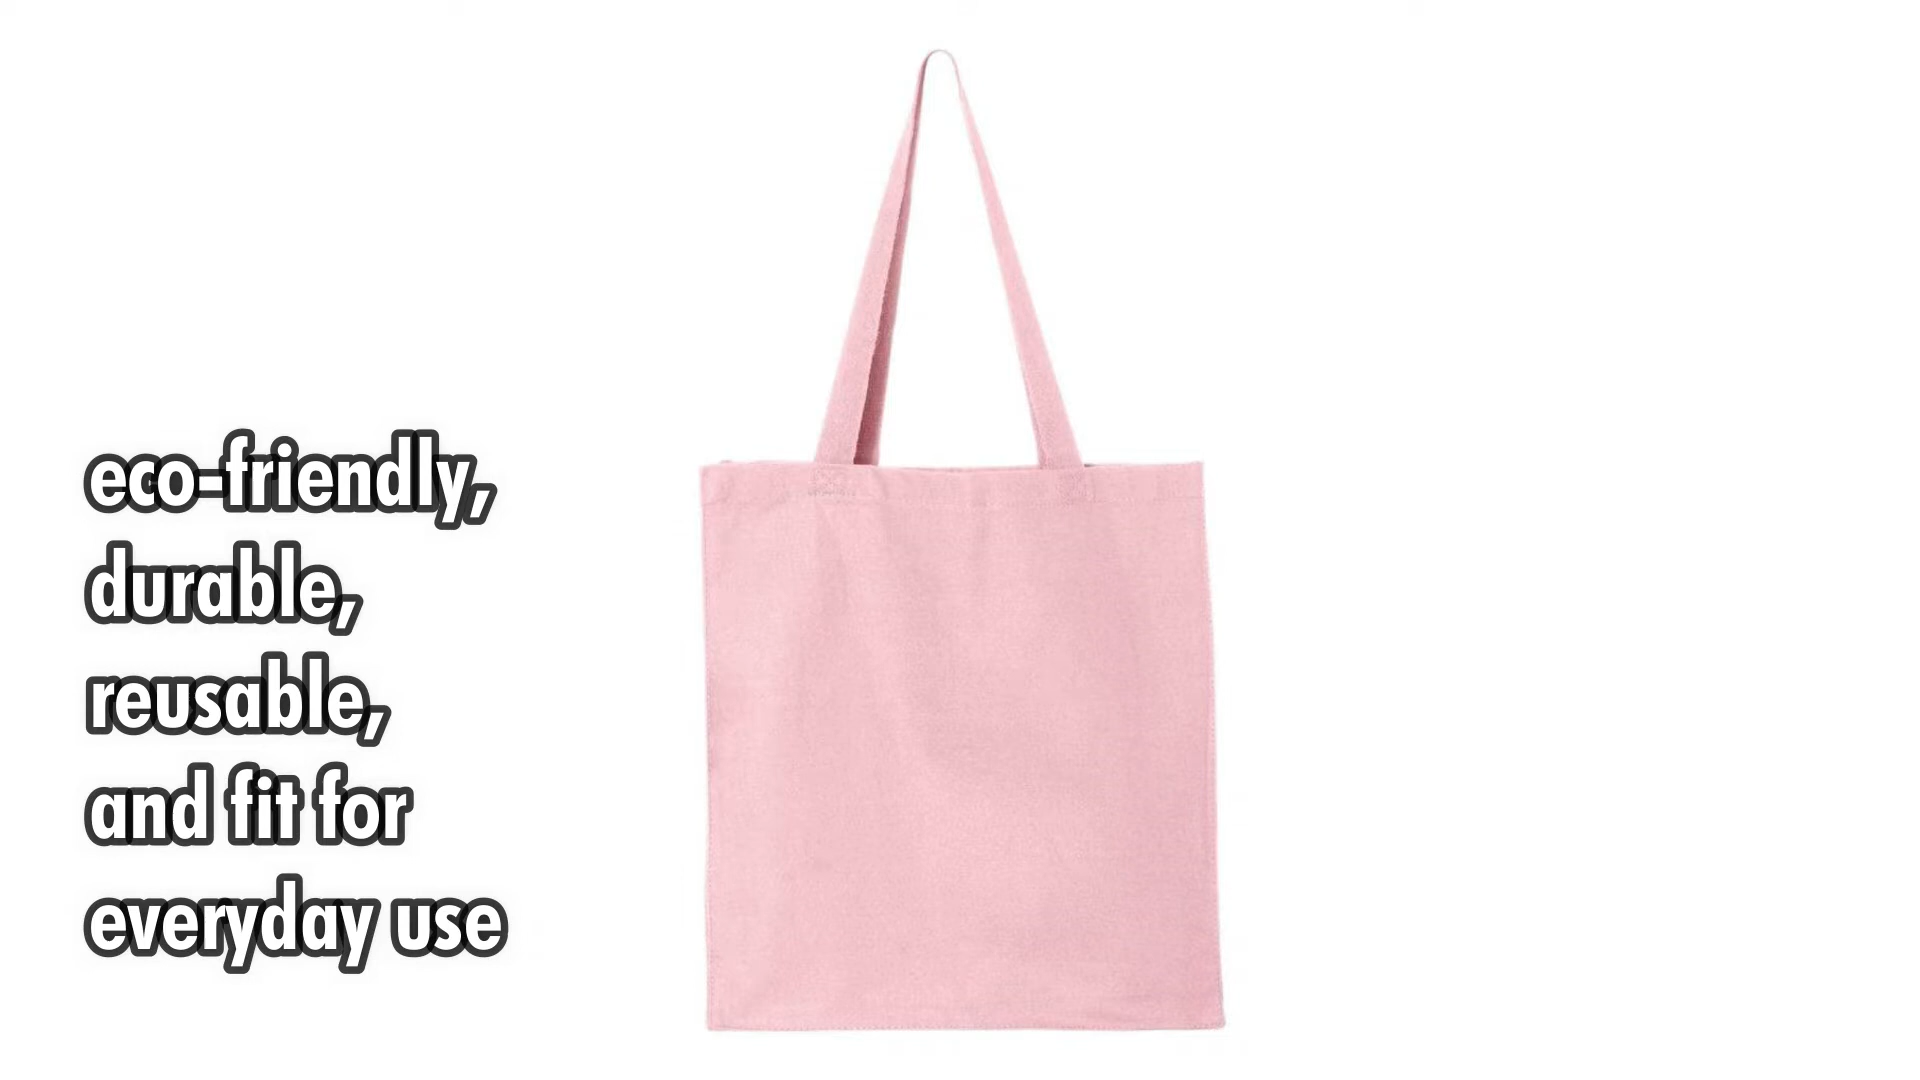 eco-friendly,
durable,
reusable,
and fit for
everyday use